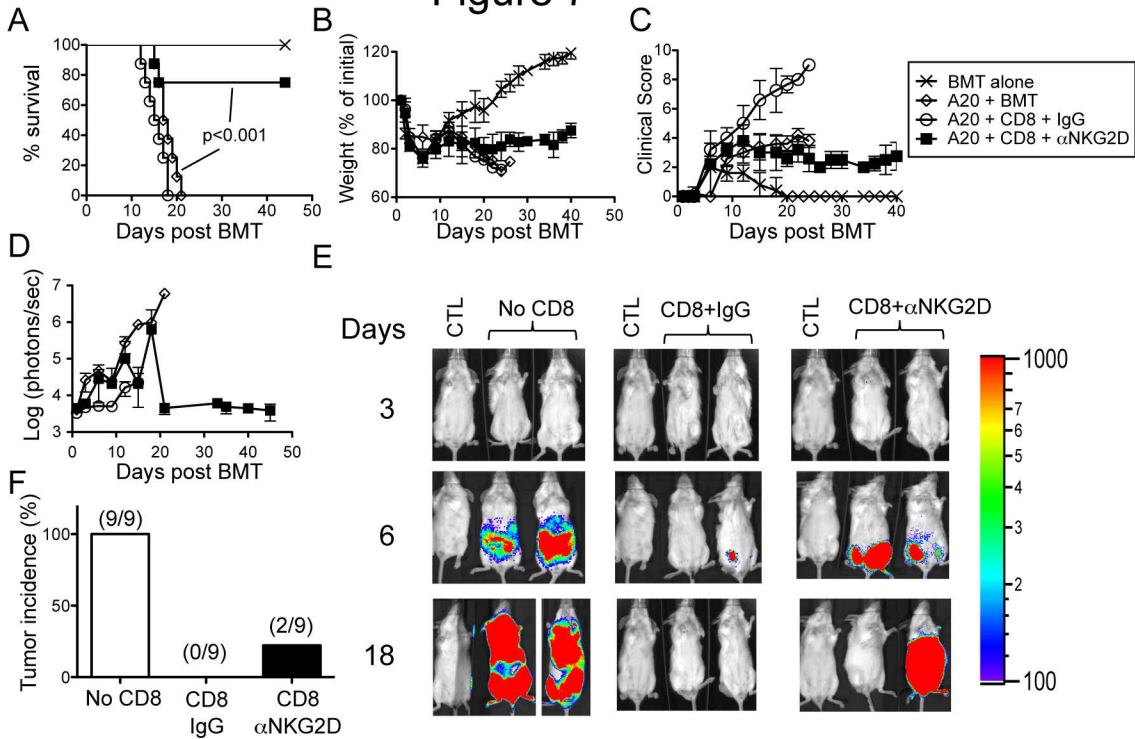 A
% survival
100
80
60
40
20
0
p<0.001
0 10 20 30 40 50
Days post BMT
B
Weight (% of initial)
120
100
80
60
0 10 20 30 40 50
Days post BMT
C
Clinical Score
10
8
6
4
2
0
0 10 20 30 40
Days post BMT
BMT alone
A20 + BMT
A20 + CD8 + IgG
A20 + CD8 + αNKG2D
D
Log (photons/sec)
7
6
5
4
3
0 10 20 30 40 50
Days post BMT
E
Days
CTL
No CD8
CTL
CD8+IgG
CTL
CD8+αNKG2D
3
6
18
1000
7
6
5
4
3
2
100
F
Tumor incidence (%)
100
50
0
(9/9)
(0/9)
(2/9)
No CD8
CD8
IgG
CD8
αNKG2D